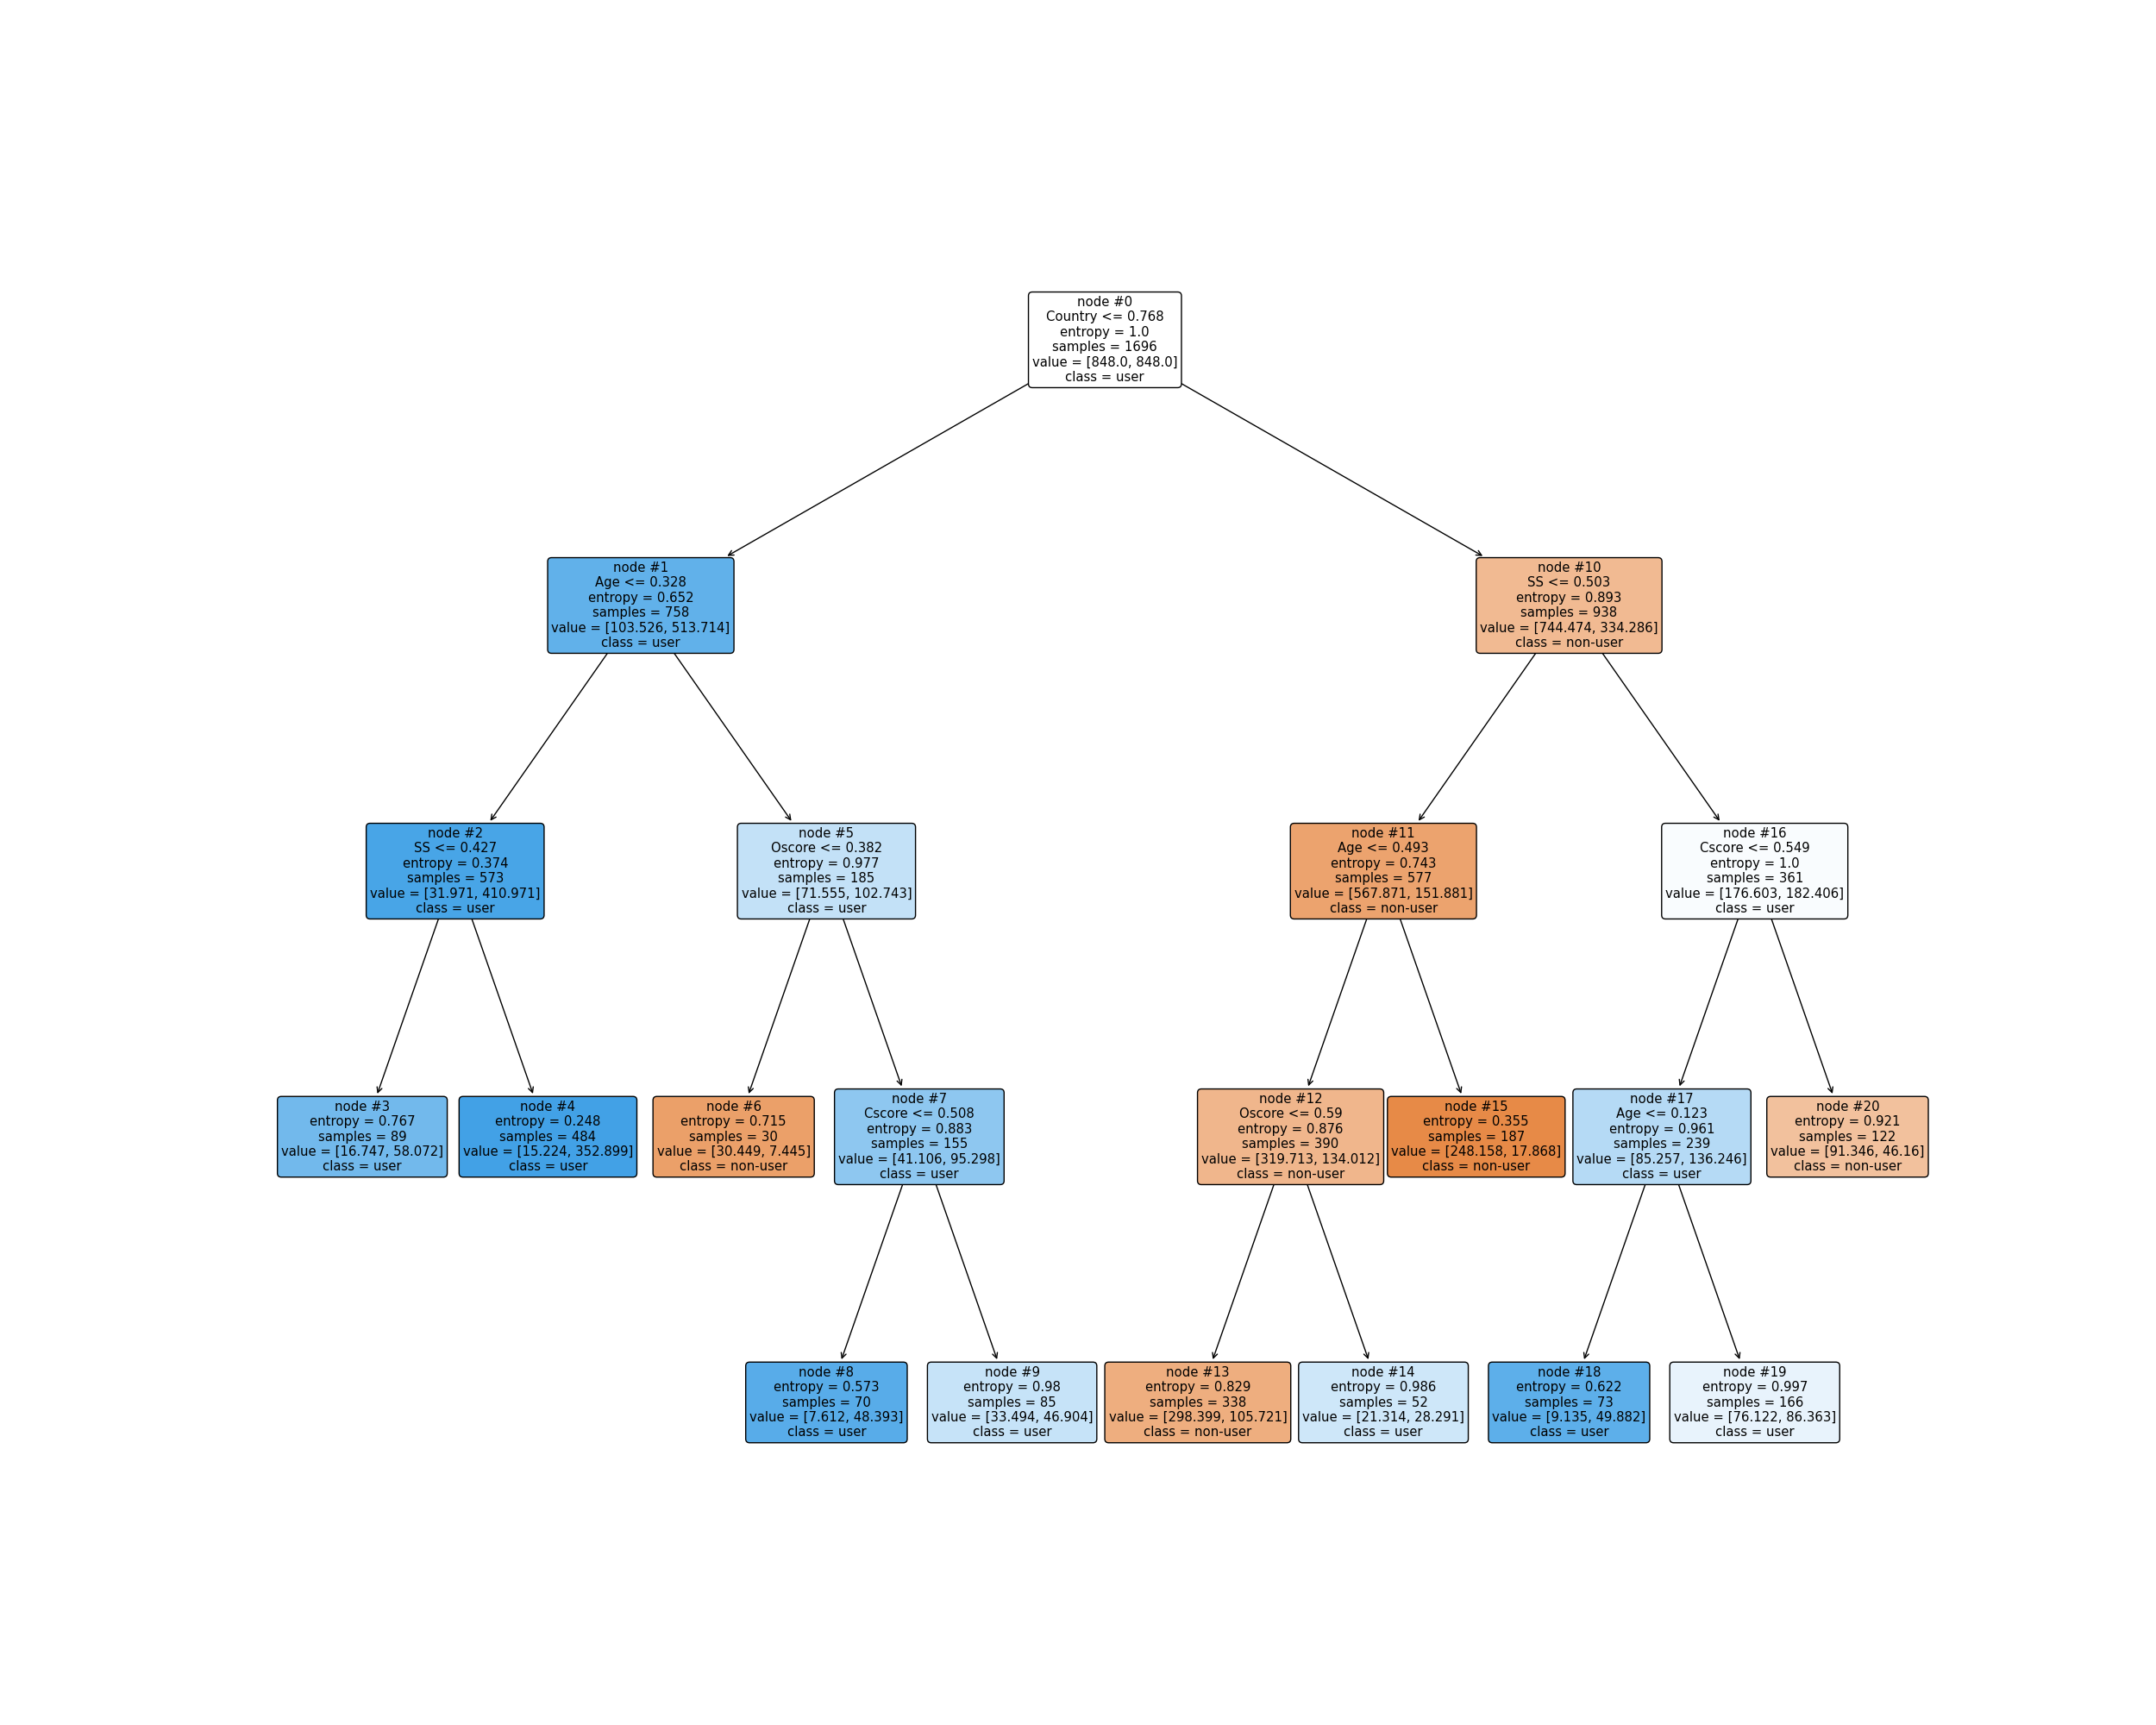 node #0
Country <= 0.768
entropy = 1.0
samples = 1696
value = [848.0, 848.0]
class = user
node #1
Age <= 0.328
entropy = 0.652
samples = 758
value = [103.526, 513.714]
class = user
node #10
SS <= 0.503
entropy = 0.893
samples = 938
value = [744.474, 334.286]
class = non-user
node #2
SS <= 0.427
entropy = 0.374
samples = 573
value = [31.971, 410.971]
class = user
node #5
Oscore <= 0.382
entropy = 0.977
samples = 185
value = [71.555, 102.743]
class = user
node #11
Age <= 0.493
entropy = 0.743
samples = 577
value = [567.871, 151.881]
class = non-user
node #16
Cscore <= 0.549
entropy = 1.0
samples = 361
value = [176.603, 182.406]
class = user
node #3
entropy = 0.767
samples = 89
value = [16.747, 58.072]
class = user
node #4
entropy = 0.248
samples = 484
value = [15.224, 352.899]
class = user
node #6
entropy = 0.715
samples = 30
value = [30.449, 7.445]
class = non-user
node #7
Cscore <= 0.508
entropy = 0.883
samples = 155
value = [41.106, 95.298]
class = user
node #12
Oscore <= 0.59
entropy = 0.876
samples = 390
value = [319.713, 134.012]
class = non-user
node #15
entropy = 0.355
samples = 187
value = [248.158, 17.868]
class = non-user
node #17
Age <= 0.123
entropy = 0.961
samples = 239
value = [85.257, 136.246]
class = user
node #20
entropy = 0.921
samples = 122
value = [91.346, 46.16]
class = non-user
node #8
entropy = 0.573
samples = 70
value = [7.612, 48.393]
class = user
node #9
entropy = 0.98
samples = 85
value = [33.494, 46.904]
class = user
node #13
entropy = 0.829
samples = 338
value = [298.399, 105.721]
class = non-user
node #14
entropy = 0.986
samples = 52
value = [21.314, 28.291]
class = user
node #18
entropy = 0.622
samples = 73
value = [9.135, 49.882]
class = user
node #19
entropy = 0.997
samples = 166
value = [76.122, 86.363]
class = user